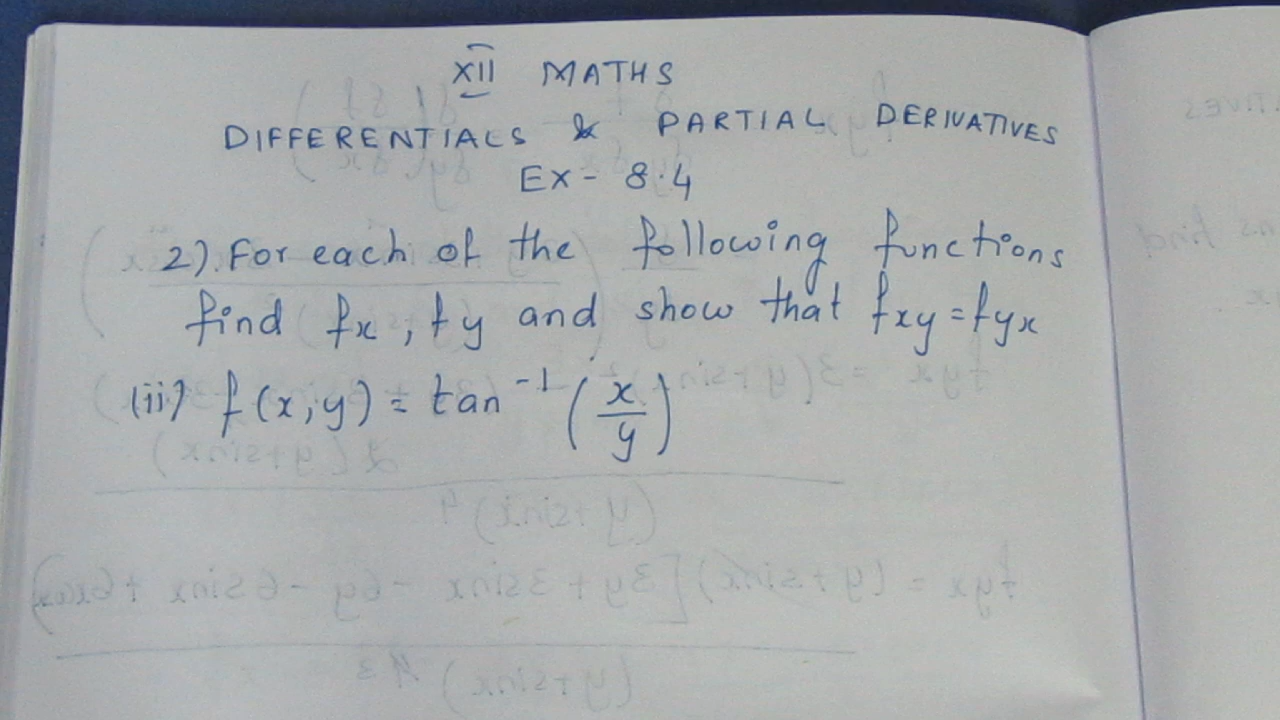 XII MATHS
DIFFERENTIALS & PARTIAL DERIVATIVES
EX- 8.4
2). For each of the following functions
find fx, fy and show that fxy = fyx
(ii) f(x,y) = tan⁻¹ (x/y)